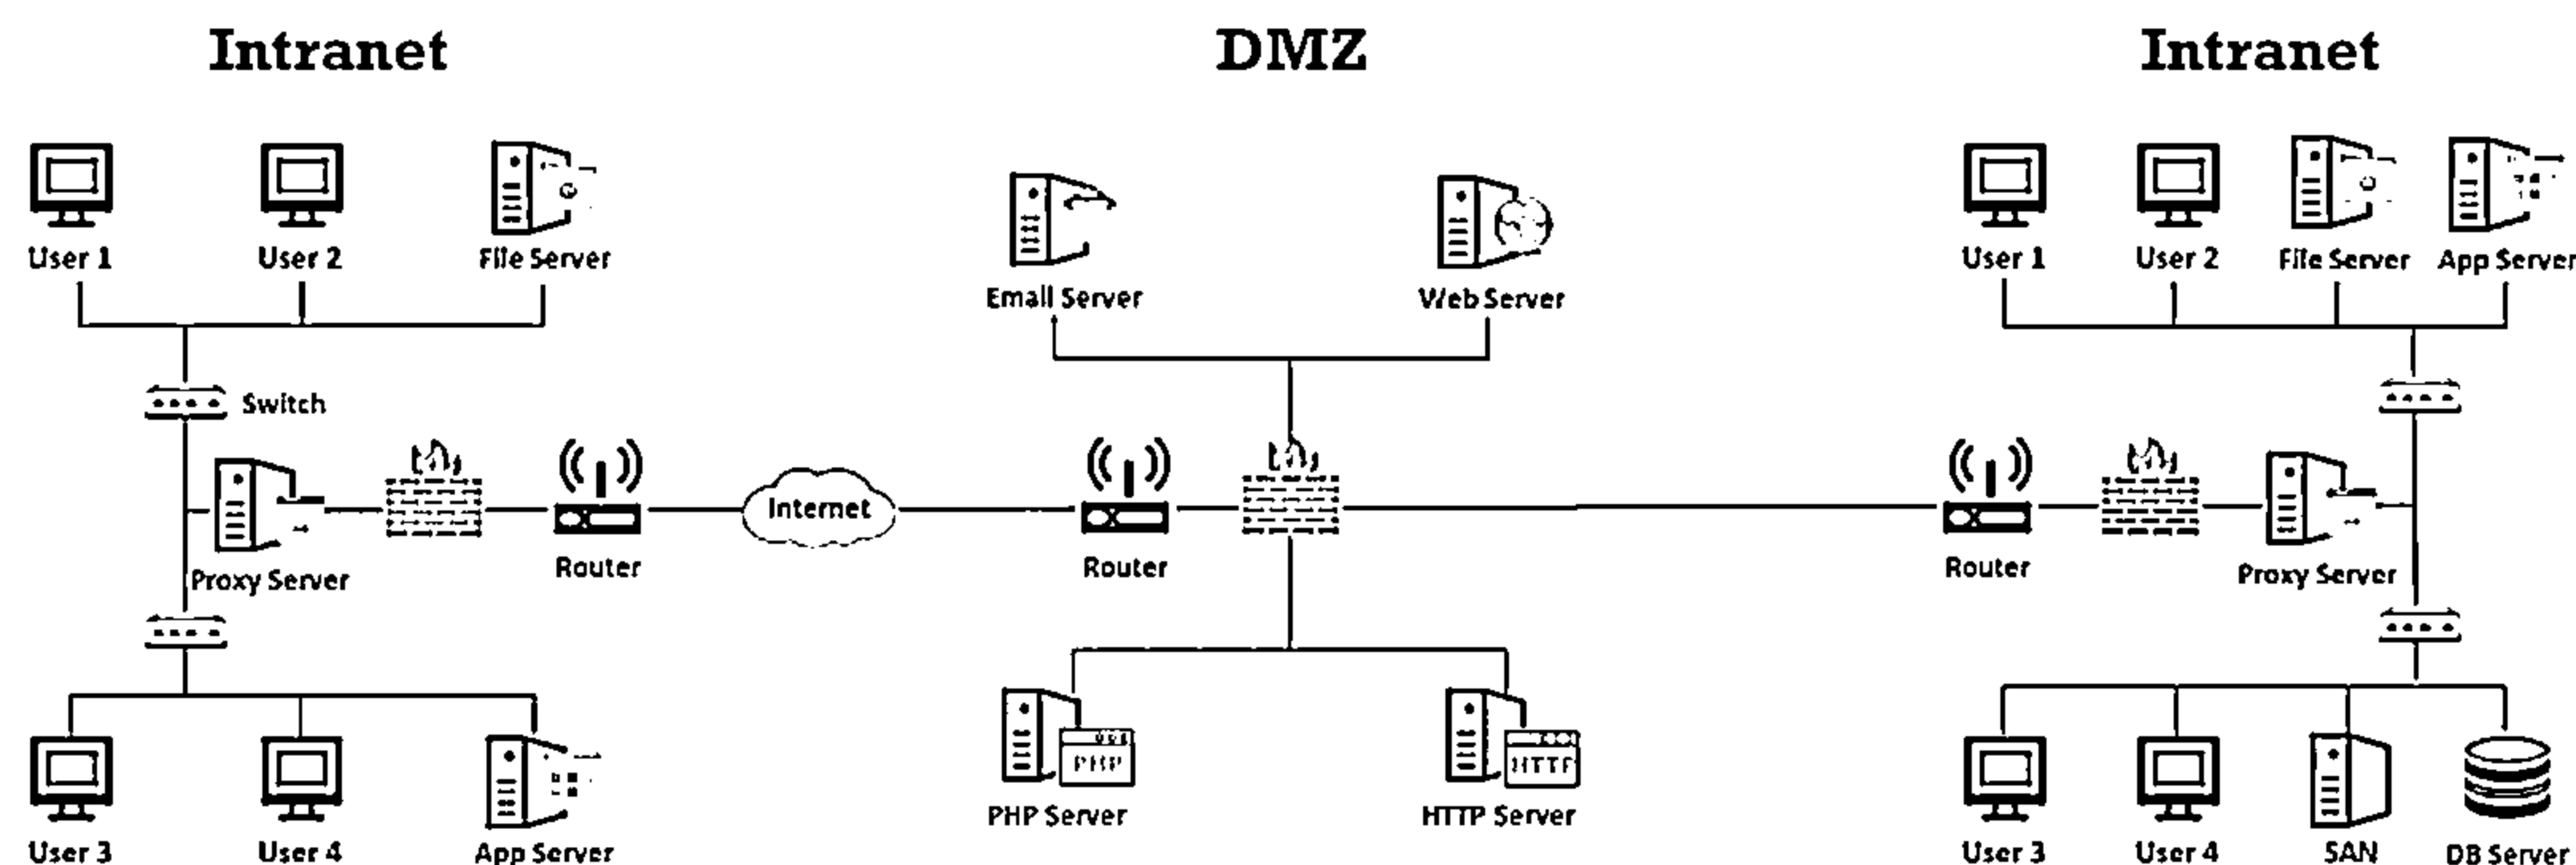 Intranet
DMZ
Intranet
User 1
User 2
File Server
Email Server
Web Server
User 1
User 2
File Server
App Server
Switch
Internet
Proxy Server
Router
Router
Router
Proxy Server
PHP
HTTP
PHP Server
HTTP Server
User 3
User 4
App Server
User 3
User 4
SAN
DB Server